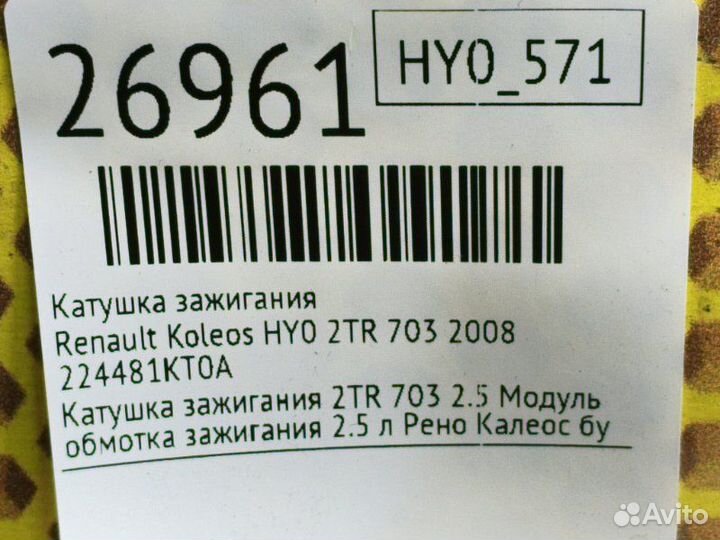 26961
HY0_571
Катушка зажигания
Renault Koleos HY0 2TR 703 2008
224481KT0A
Катушка зажигания 2TR 703 2.5 Модуль
обмотка зажигания 2.5 л Рено Калеос бу
Avito